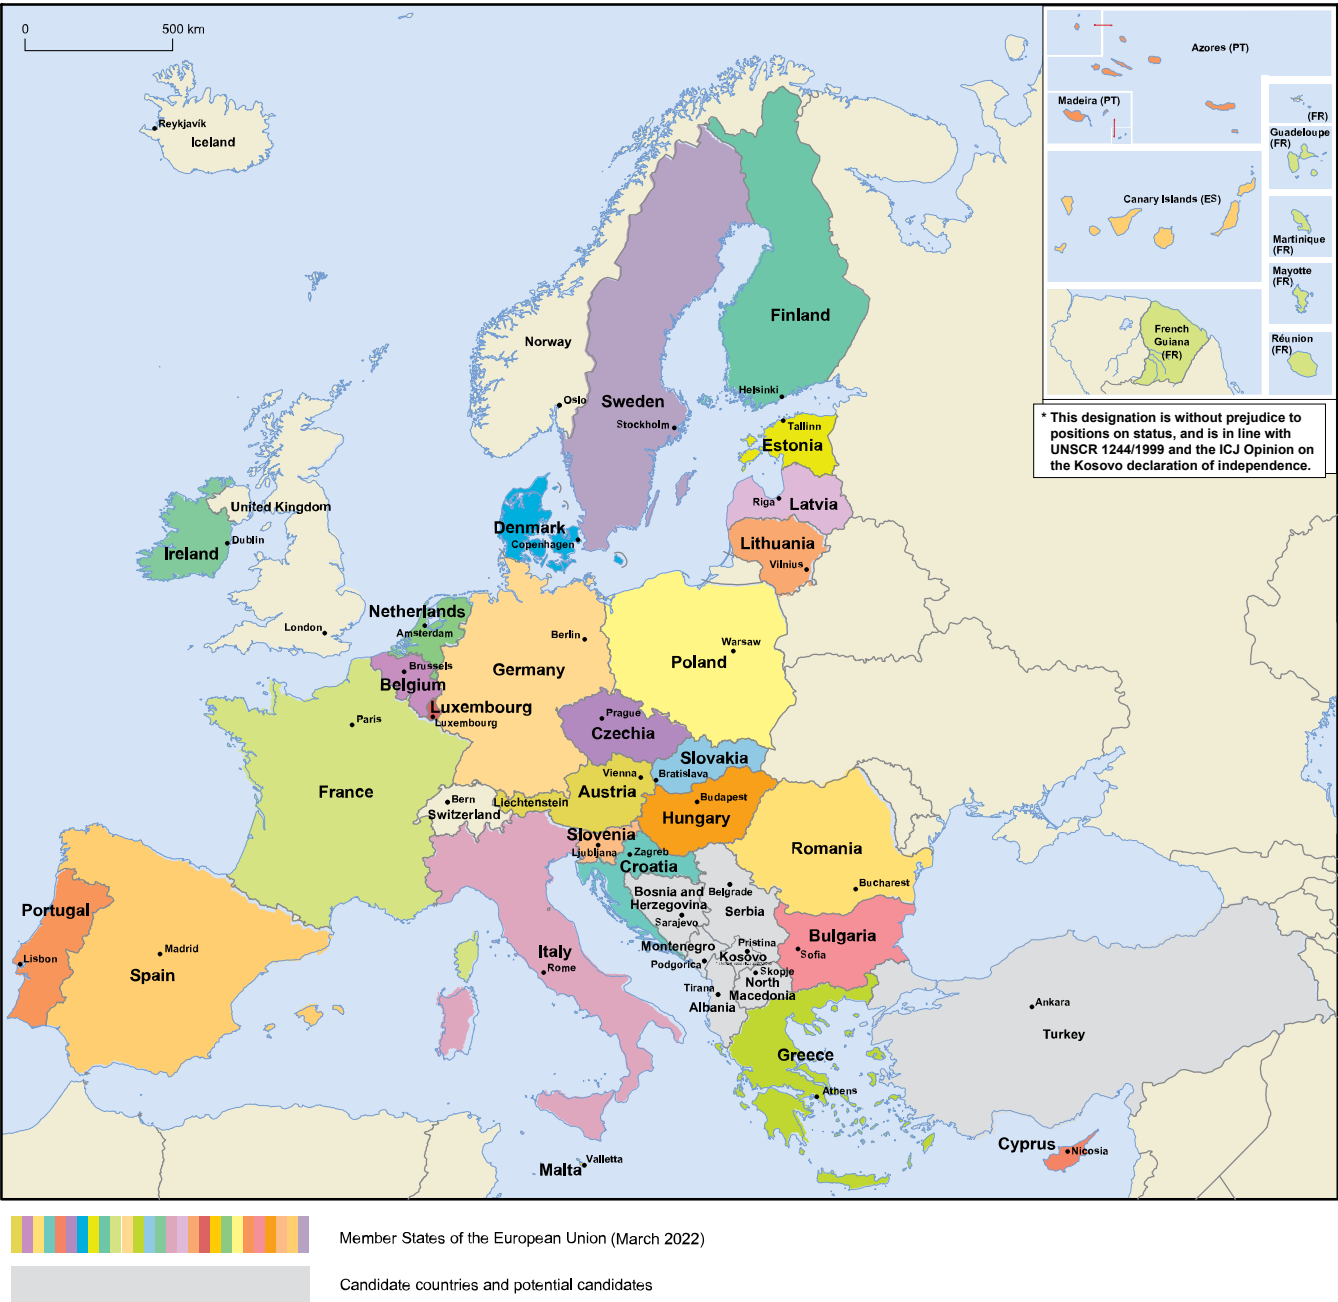 0
500 km
Azores (PT)
Madeira (PT)
(FR)
Guadeloupe
(FR)
Reykjavík
Iceland
Canary Islands (ES)
Martinique
(FR)
Mayotte
(FR)
Finland
French
Guiana
(FR)
Réunion
(FR)
Norway
Helsinki
Oslo
Sweden
Stockholm
Tallinn
Estonia
* This designation is without prejudice to
positions on status, and is in line with
UNSCR 1244/1999 and the ICJ Opinion on
the Kosovo declaration of independence.
Riga
Latvia
United Kingdom
Denmark
Copenhagen
Dublin
Ireland
Lithuania
Vilnius
Netherlands
Amsterdam
London
Berlin
Warsaw
Poland
Brussels
Belgium
Germany
Luxembourg
Luxembourg
Paris
Prague
Czechia
Slovakia
Vienna
Bratislava
France
Austria
Bern
Switzerland
Liechtenstein
Budapest
Hungary
Slovenia
Ljubljana
Zagreb
Croatia
Romania
Bucharest
Bosnia and
Herzegovina
Sarajevo
Belgrade
Serbia
Portugal
Lisbon
Madrid
Spain
Italy
Rome
Montenegro
Podgorica
Pristina
Kosovo
Bulgaria
Sofia
Skopje
North
Macedonia
Tirana
Albania
Ankara
Turkey
Greece
Athens
Cyprus
Nicosia
Malta
Valletta
Member States of the European Union (March 2022)
Candidate countries and potential candidates